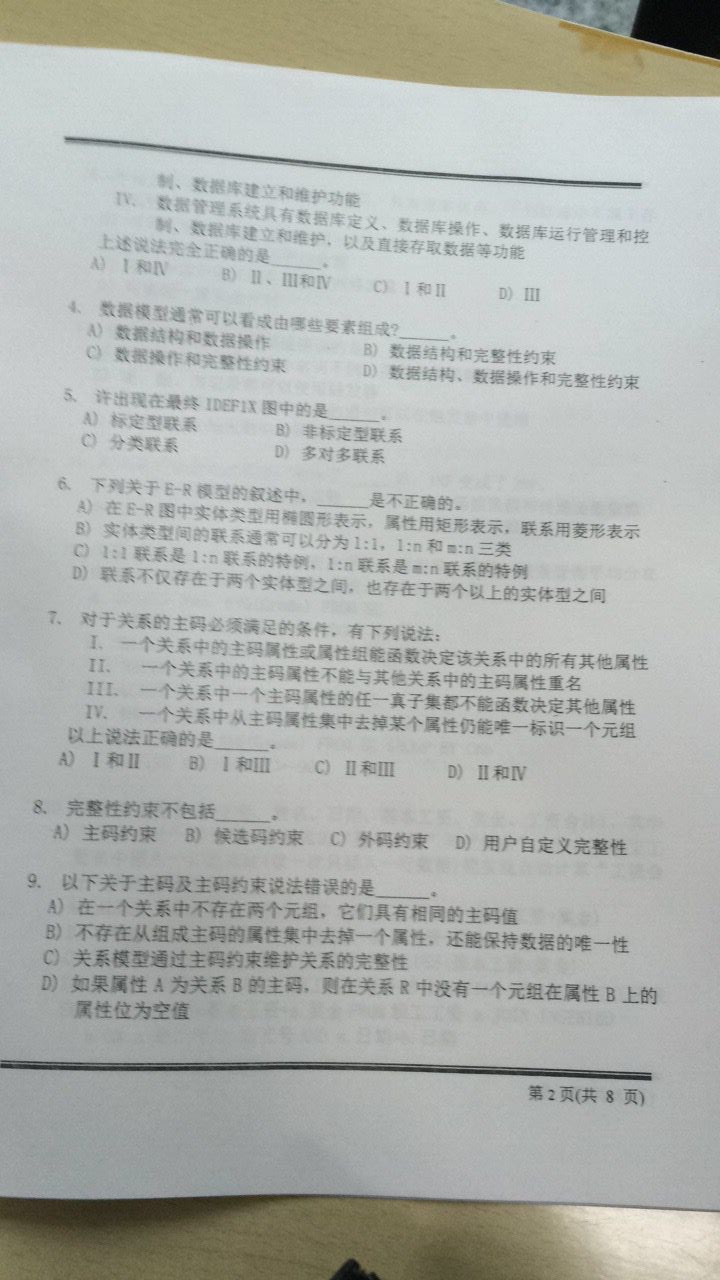 制、数据库建立和维护功能
IV. 数据管理系统具有数据库定义、数据库操作、数据库运行管理和控
制、数据库建立和维护，以及直接存取数据等功能
上述说法完全正确的是______。
A) Ⅰ和Ⅳ B) Ⅱ、Ⅲ和Ⅳ C) Ⅰ和Ⅱ D) Ⅲ
4. 数据模型通常可以看成由哪些要素组成?______。
A) 数据结构和数据操作 B) 数据结构和完整性约束
C) 数据操作和完整性约束 D) 数据结构、数据操作和完整性约束
5. 许出现在最终 IDEF1X 图中的是______。
A) 标定型联系 B) 非标定型联系
C) 分类联系 D) 多对多联系
6. 下列关于 E-R 模型的叙述中，______是不正确的。
A) 在 E-R 图中实体类型用椭圆形表示，属性用矩形表示，联系用菱形表示
B) 实体类型间的联系通常可以分为 1:1，1:n 和 m:n 三类
C) 1:1 联系是 1:n 联系的特例，1:n 联系是 m:n 联系的特例
D) 联系不仅存在于两个实体型之间，也存在于两个以上的实体型之间
7. 对于关系的主码必须满足的条件，有下列说法：
I. 一个关系中的主码属性或属性组能函数决定该关系中的所有其他属性
II. 一个关系中的主码属性不能与其他关系中的主码属性重名
III. 一个关系中一个主码属性的任一真子集都不能函数决定其他属性
IV. 一个关系中从主码属性集中去掉某个属性仍能唯一标识一个元组
以上说法正确的是______。
A) Ⅰ和Ⅱ B) Ⅰ和Ⅲ C) Ⅱ和Ⅲ D) Ⅱ和Ⅳ
8. 完整性约束不包括______。
A) 主码约束 B) 候选码约束 C) 外码约束 D) 用户自定义完整性
9. 以下关于主码及主码约束说法错误的是______。
A) 在一个关系中不存在两个元组，它们具有相同的主码值
B) 不存在从组成主码的属性集中去掉一个属性，还能保持数据的唯一性
C) 关系模型通过主码约束维护关系的完整性
D) 如果属性 A 为关系 B 的主码，则在关系 R 中没有一个元组在属性 B 上的
属性位为空值
第 2 页(共 8 页)